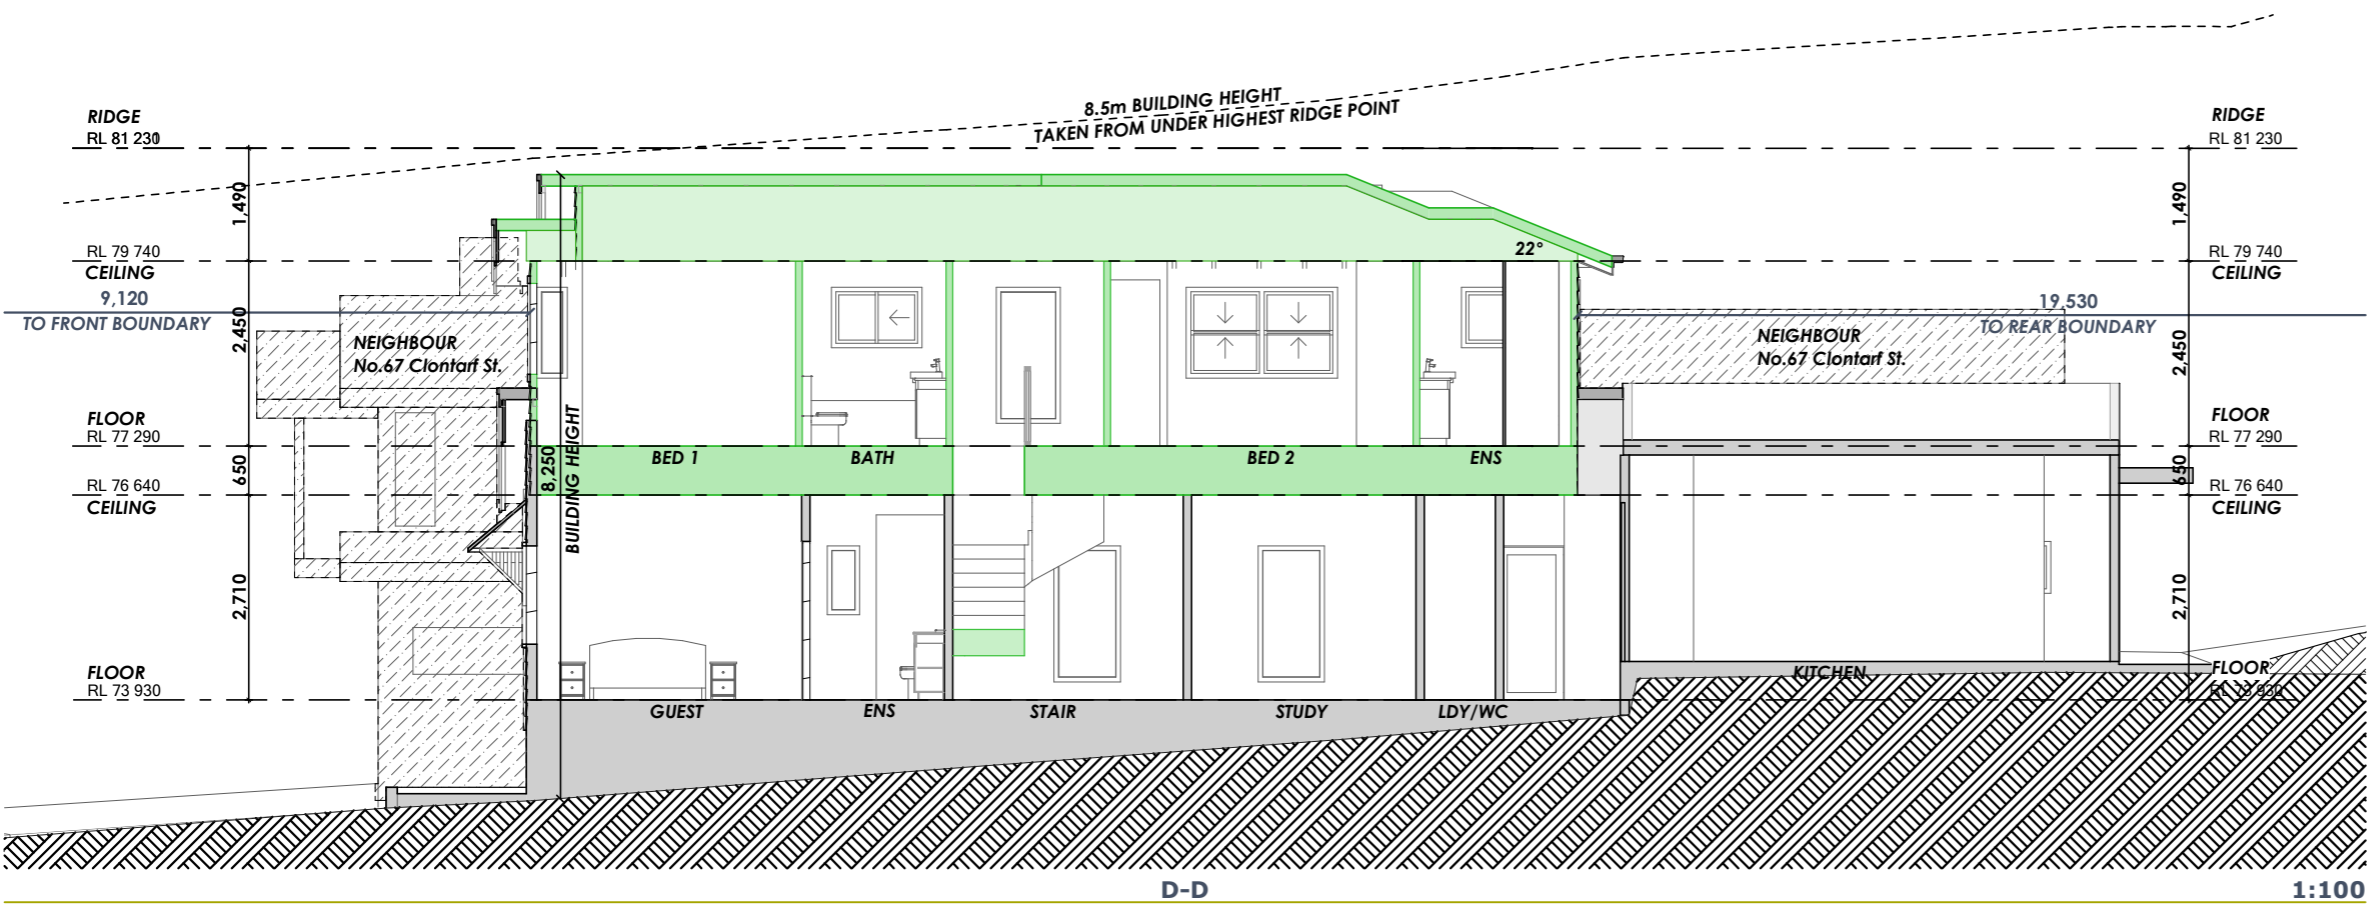 8.5m BUILDING HEIGHT
TAKEN FROM UNDER HIGHEST RIDGE POINT
RIDGE
RL 81 230
RIDGE
RL 81 230
1,490
1,490
22°
RL 79 740
CEILING
RL 79 740
CEILING
9,120
TO FRONT BOUNDARY
19,530
TO REAR BOUNDARY
2,450
2,450
NEIGHBOUR
No.67 Clontarf St.
NEIGHBOUR
No.67 Clontarf St.
FLOOR
RL 77 290
FLOOR
RL 77 290
BED 1
BATH
BED 2
ENS
650
650
8,250
BUILDING HEIGHT
RL 76 640
CEILING
RL 76 640
CEILING
2,710
2,710
FLOOR
RL 73 930
FLOOR
RL 73 930
KITCHEN
GUEST
ENS
STAIR
STUDY
LDY/WC
D-D
1:100